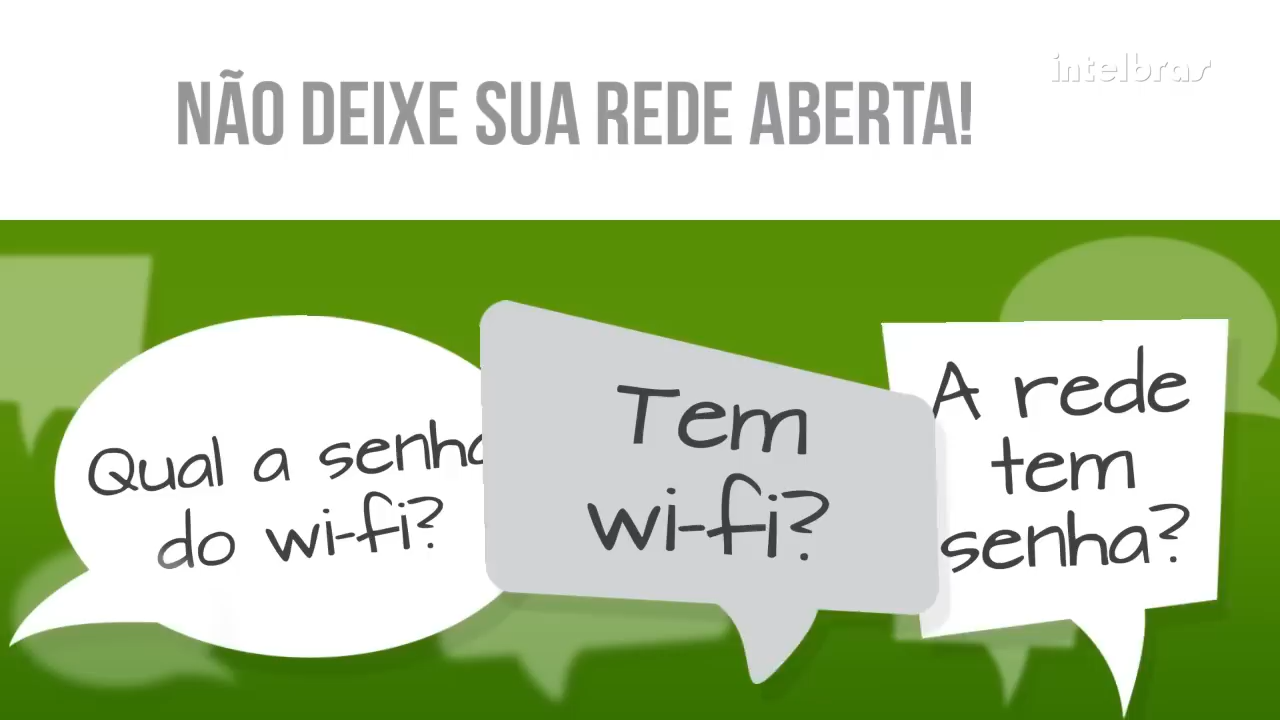 NÃO DEIXE SUA REDE ABERTA!
intelbras
Qual a senha
do wi-fi?
Tem
wi-fi?
A rede
tem
senha?